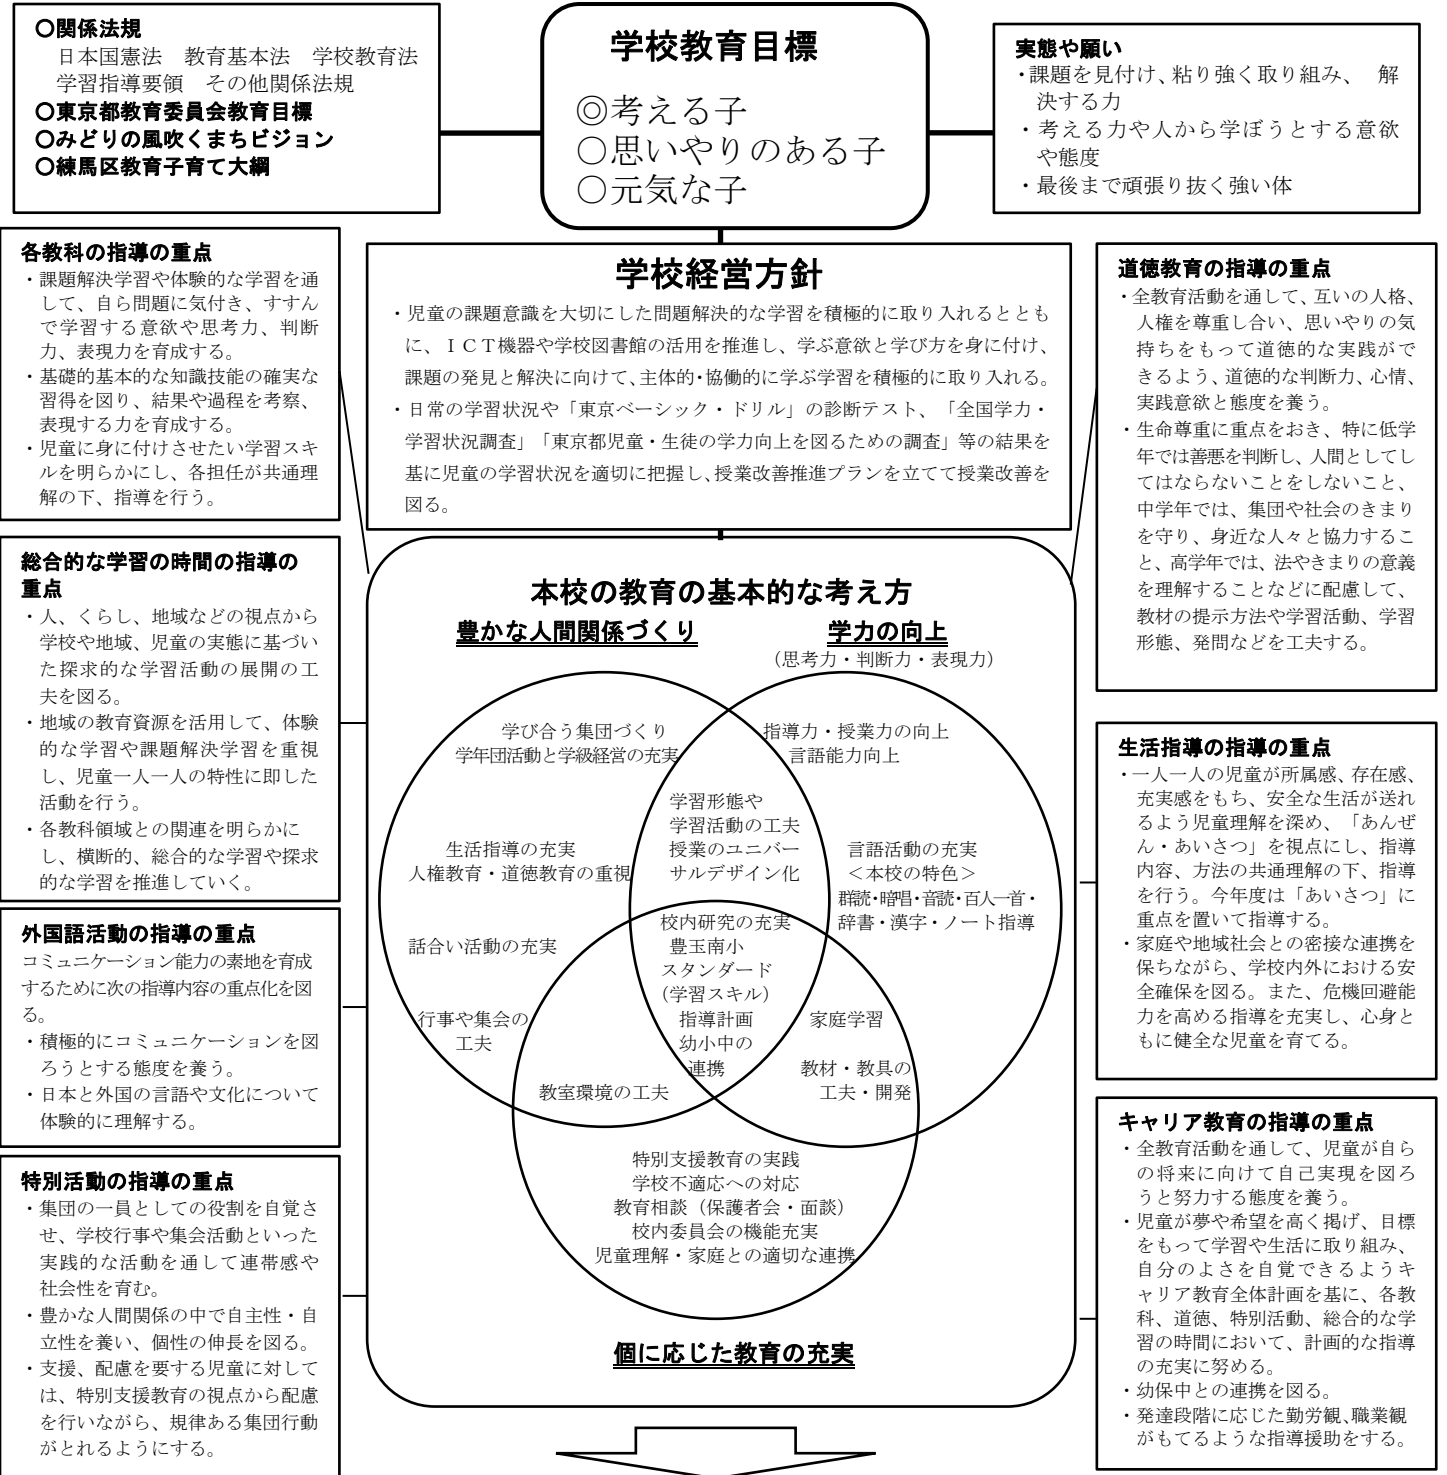 ○関係法規
日本国憲法　教育基本法　学校教育法
学習指導要領　その他関係法規
○東京都教育委員会教育目標
○みどりの風吹くまちビジョン
○練馬区教育子育て大綱
学校教育目標
◎考える子
○思いやりのある子
○元気な子
実態や願い
・課題を見付け、粘り強く取り組み、　解
決する力
・考える力や人から学ぼうとする意欲
や態度
・最後まで頑張り抜く強い体
各教科の指導の重点
・課題解決学習や体験的な学習を通
して、自ら問題に気付き、すすん
で学習する意欲や思考力、判断
力、表現力を育成する。
・基礎的基本的な知識技能の確実な
習得を図り、結果や過程を考察、
表現する力を育成する。
・児童に身に付けさせたい学習スキ
ルを明らかにし、各担任が共通理
解の下、指導を行う。
学校経営方針
・児童の課題意識を大切にした問題解決的な学習を積極的に取り入れるととも
に、ＩＣＴ機器や学校図書館の活用を推進し、学ぶ意欲と学び方を身に付け、
課題の発見と解決に向けて、主体的・協働的に学ぶ学習を積極的に取り入れる。
・日常の学習状況や「東京ベーシック・ドリル」の診断テスト、「全国学力・
学習状況調査」「東京都児童・生徒の学力向上を図るための調査」等の結果を
基に児童の学習状況を適切に把握し、授業改善推進プランを立てて授業改善を
図る。
道徳教育の指導の重点
・全教育活動を通して、互いの人格、
人権を尊重し合い、思いやりの気
持ちをもって道徳的な実践がで
きるよう、道徳的な判断力、心情、
実践意欲と態度を養う。
・生命尊重に重点をおき、特に低学
年では善悪を判断し、人間としてし
てはならないことをしないこと、
中学年では、集団や社会のきまり
を守り、身近な人々と協力するこ
と、高学年では、法やきまりの意義
を理解することなどに配慮して、
教材の提示方法や学習活動、学習
形態、発問などを工夫する。
総合的な学習の時間の指導の
重点
・人、くらし、地域などの視点から
学校や地域、児童の実態に基づい
た探求的な学習活動の展開の工
夫を図る。
・地域の教育資源を活用して、体験
的な学習や課題解決学習を重視
し、児童一人一人の特性に即した
活動を行う。
・各教科領域との関連を明らかに
し、横断的、総合的な学習や探求
的な学習を推進していく。
外国語活動の指導の重点
コミュニケーション能力の素地を育成
するために次の指導内容の重点化を図
る。
・積極的にコミュニケーションを図
ろうとする態度を養う。
・日本と外国の言語や文化について
体験的に理解する。
特別活動の指導の重点
・集団の一員としての役割を自覚さ
せ、学校行事や集会活動といった
実践的な活動を通して連帯感や
社会性を育む。
・豊かな人間関係の中で自主性・自
立性を養い、個性の伸長を図る。
・支援、配慮を要する児童に対して
は、特別支援教育の視点から配慮
を行いながら、規律ある集団行動
がとれるようにする。
本校の教育の基本的な考え方
豊かな人間関係づくり
学力の向上
（思考力・判断力・表現力）
学び合う集団づくり
学年団活動と学級経営の充実
指導力・授業力の向上
言語能力向上
学習形態や
学習活動の工夫
授業のユニバー
サルデザイン化
生活指導の充実
人権教育・道徳教育の重視
言語活動の充実
＜本校の特色＞
群読・暗唱・音読・百人一首・
辞書・漢字・ノート指導
話合い活動の充実
校内研究の充実
豊玉南小
スタンダード
（学習スキル）
指導計画
幼小中の
連携
行事や集会の
工夫
家庭学習
教材・教具の
工夫・開発
教室環境の工夫
特別支援教育の実践
学校不適応への対応
教育相談（保護者会・面談）
校内委員会の機能充実
児童理解・家庭との適切な連携
個に応じた教育の充実
生活指導の指導の重点
・一人一人の児童が所属感、存在感、
充実感をもち、安全な生活が送れ
るよう児童理解を深め、「あんぜ
ん・あいさつ」を視点にし、指導
内容、方法の共通理解の下、指導
を行う。今年度は「あいさつ」に
重点を置いて指導する。
・家庭や地域社会との密接な連携を
保ちながら、学校内外における安
全確保を図る。また、危機回避能
力を高める指導を充実し、心身と
もに健全な児童を育てる。
キャリア教育の指導の重点
・全教育活動を通して、児童が自ら
の将来に向けて自己実現を図ろ
うと努力する態度を養う。
・児童が夢や希望を高く掲げ、目標
をもって学習や生活に取り組み、
自分のよさを自覚できるようキ
ャリア教育全体計画を基に、各教
科、道徳、特別活動、総合的な学
習の時間において、計画的な指導
の充実に努める。
・幼保中との連携を図る。
・発達段階に応じた勤労観、職業観
がもてるような指導援助をする。